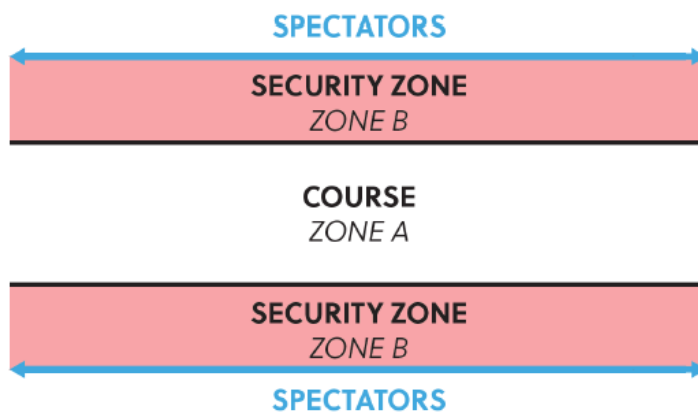 SPECTATORS
SECURITY ZONE
ZONE B
COURSE
ZONE A
SECURITY ZONE
ZONE B
SPECTATORS